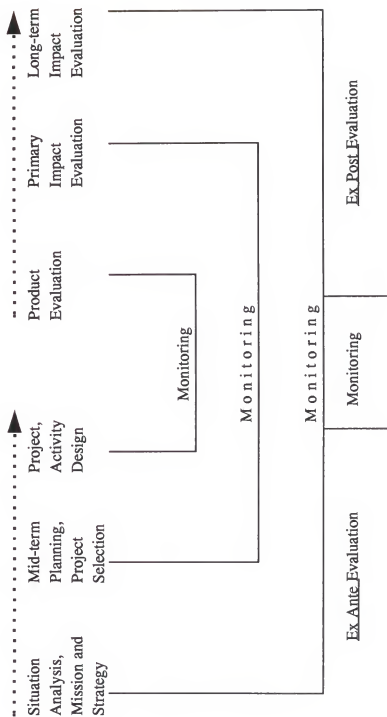 Situation
Analysis,
Mission and
Strategy
Mid-term
Planning,
Project
Selection
Project,
Activity
Design
Product
Evaluation
Primary
Impact
Evaluation
Long-term
Impact
Evaluation
Monitoring
Monitoring
Monitoring
Ex Ante Evaluation
Monitoring
Ex Post Evaluation